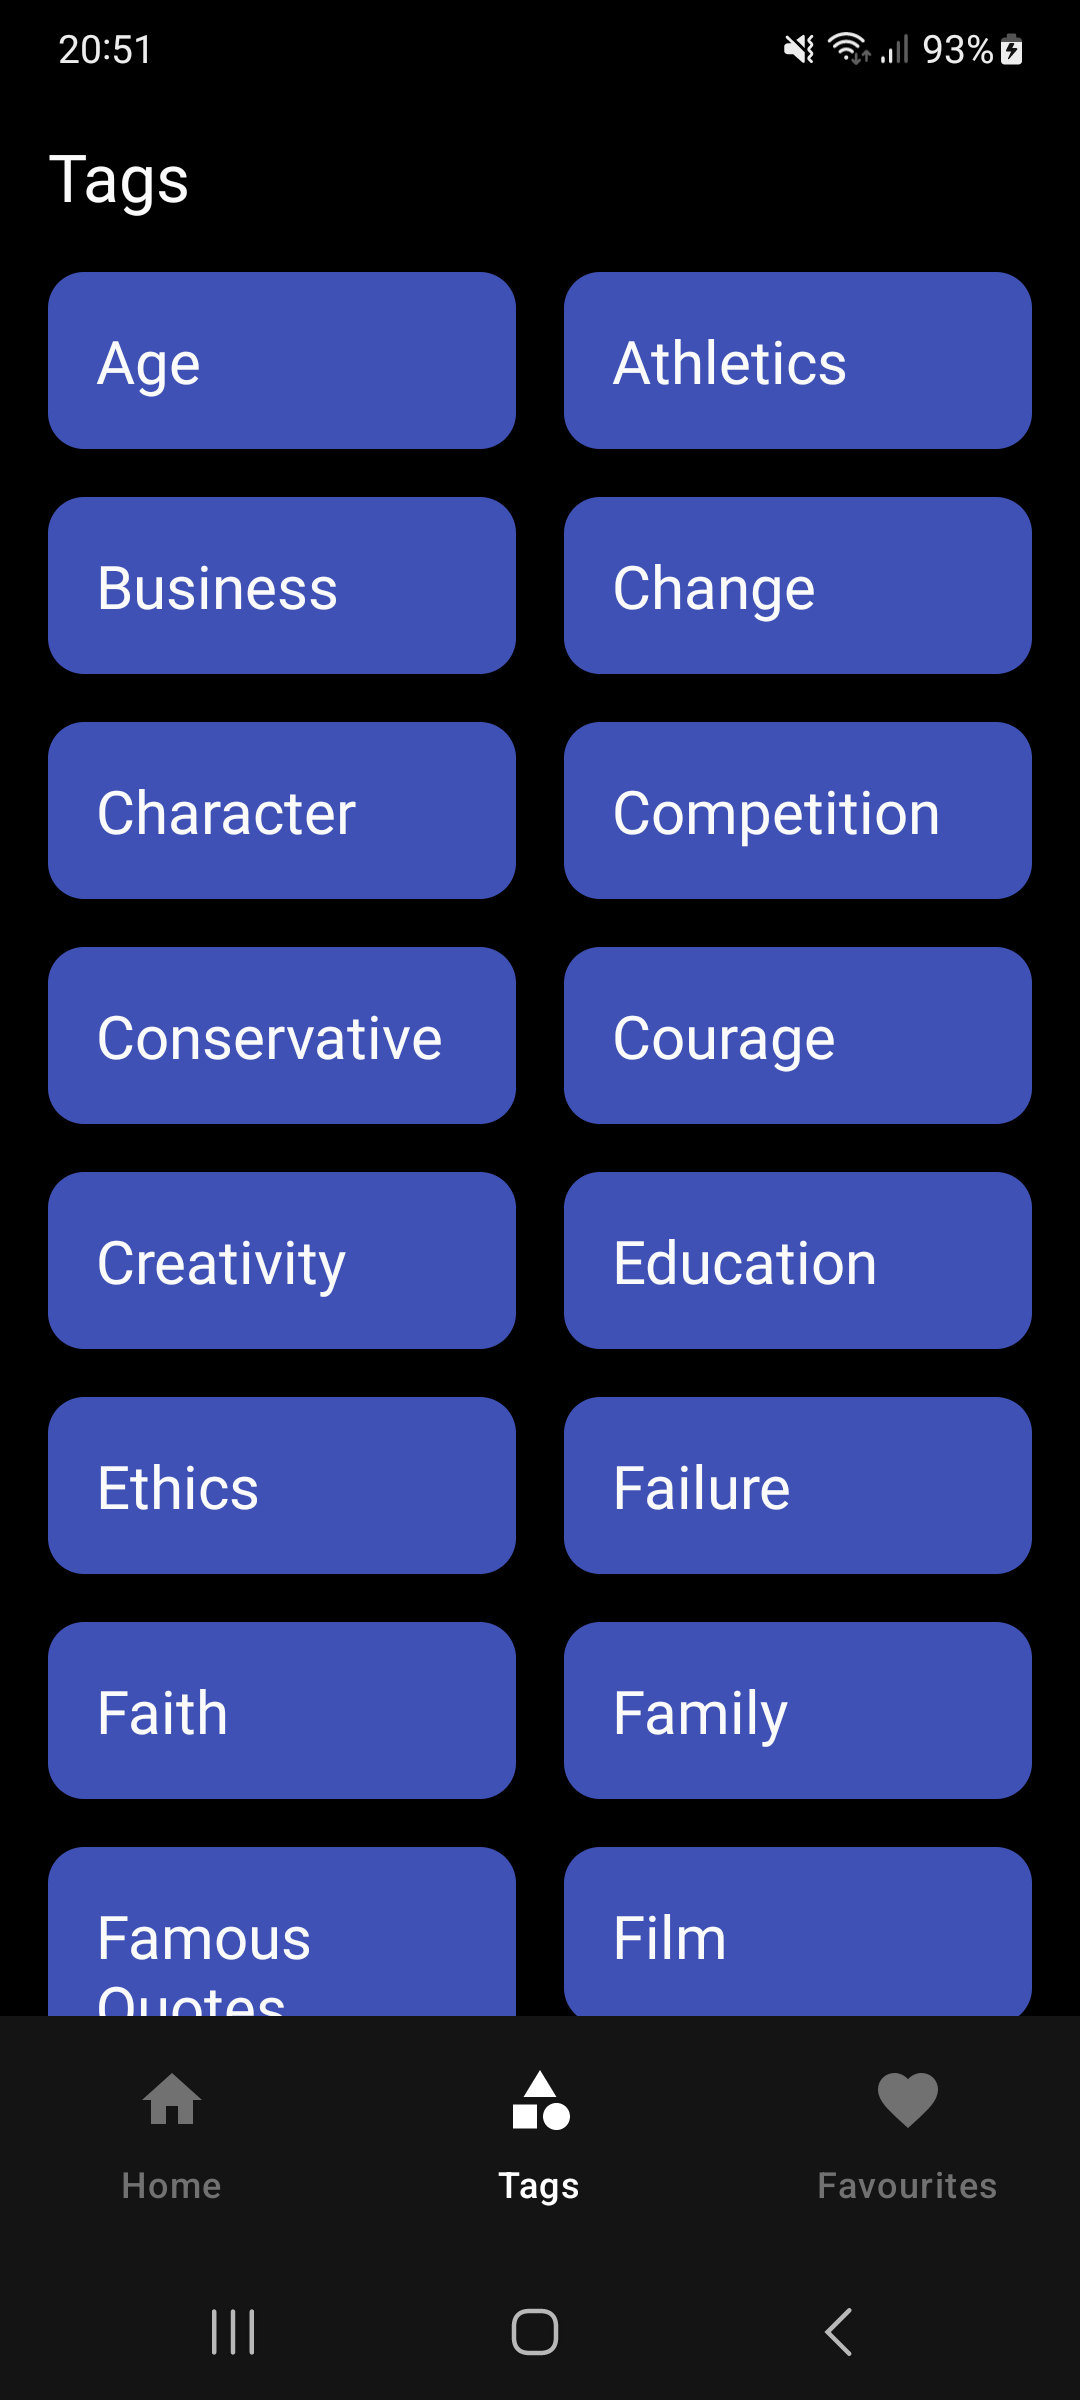 20:51
93%
Tags
Age
Athletics
Business
Change
Character
Competition
Conservative
Courage
Creativity
Education
Ethics
Failure
Faith
Family
Famous
Quotes
Film
Home
Tags
Favourites